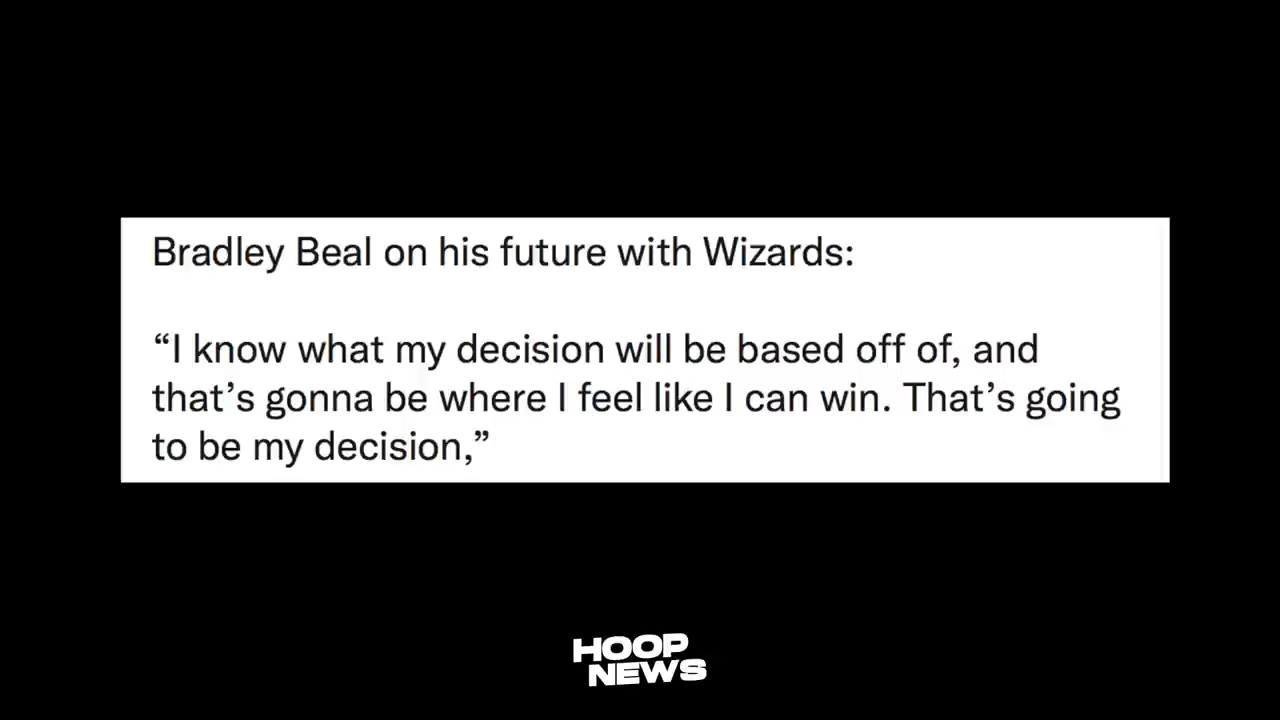 Bradley Beal on his future with Wizards:
“I know what my decision will be based off of, and
that’s gonna be where I feel like I can win. That’s going
to be my decision,”
HOOP
NEWS